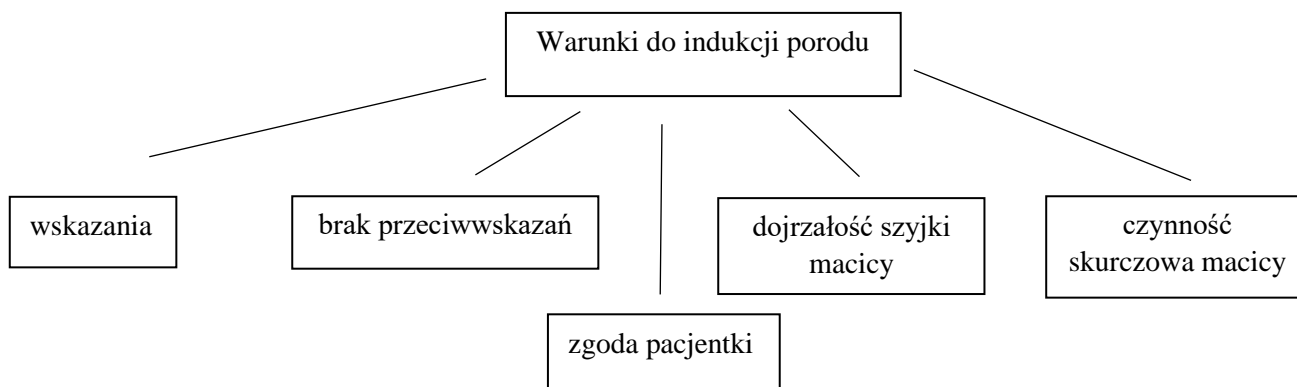 Warunki do indukcji porodu
wskazania
brak przeciwwskazań
dojrzałość szyjki
macicy
czynność
skurczowa macicy
zgoda pacjentki